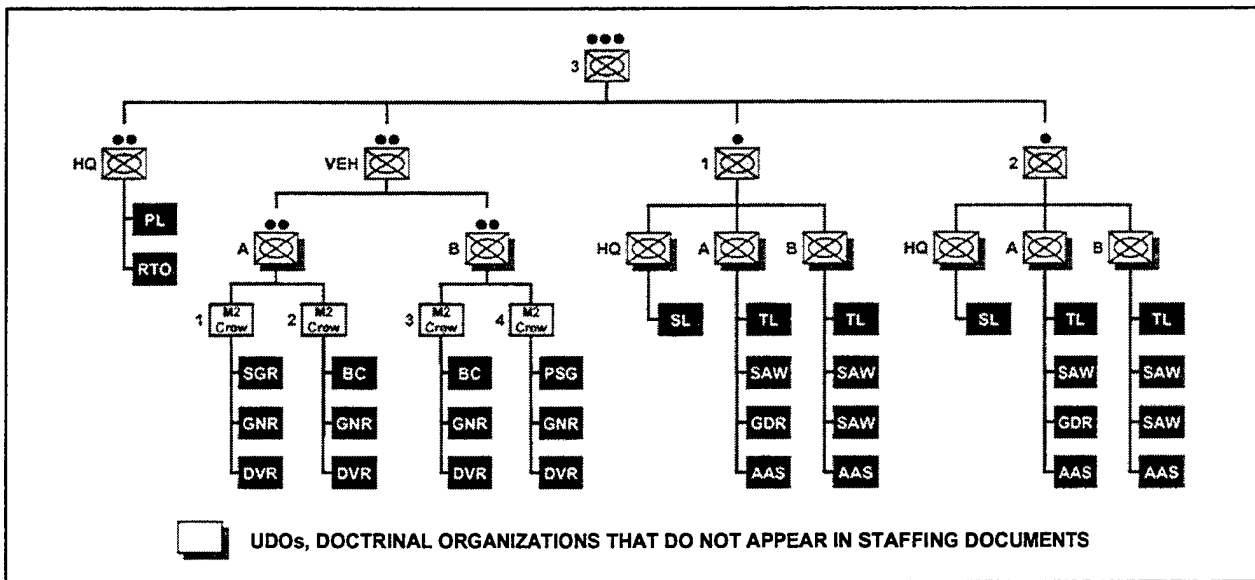 3
HQ VEH 1 2
PL
RTO
A B HQ A B HQ A B
1 M2 Crew 2 M2 Crew 3 M2 Crew 4 M2 Crew
SL TL TL SL TL TL
SGR BC BC PSG SAW SAW SAW SAW
GNR GNR GNR GNR GDR SAW GDR SAW
DVR DVR DVR DVR AAS AAS AAS AAS
UDOs, DOCTRINAL ORGANIZATIONS THAT DO NOT APPEAR IN STAFFING DOCUMENTS